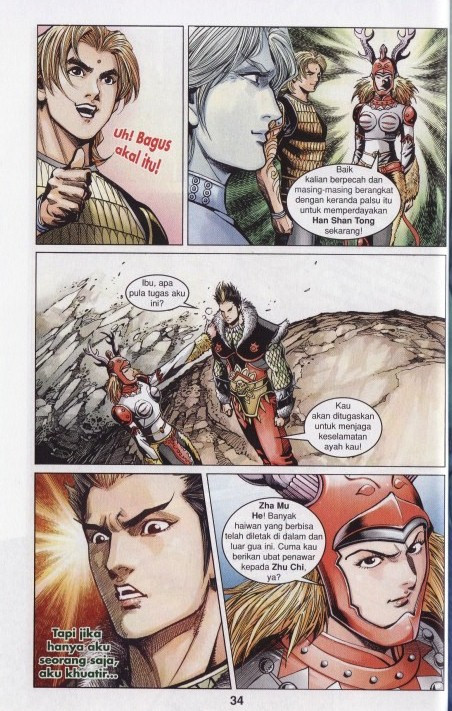 Uh! Bagus
akal itu!
Baik
kalian berpecah dan
masing-masing berangkat
dengan keranda palsu itu
untuk memperdayakan
Han Shan Tong
sekarang!
Ibu, apa
pula tugas aku
ini?
Kau
akan ditugaskan
untuk menjaga
keselamatan
ayah kau!
Tapi jika
hanya aku
seorang saja,
aku khuatir...
Zha Mu
He! Banyak
haiwan yang berbisa
telah diletak di dalam dan
luar gua ini. Cuma kau
berikan ubat penawar
kepada Zhu Chi,
ya?
34